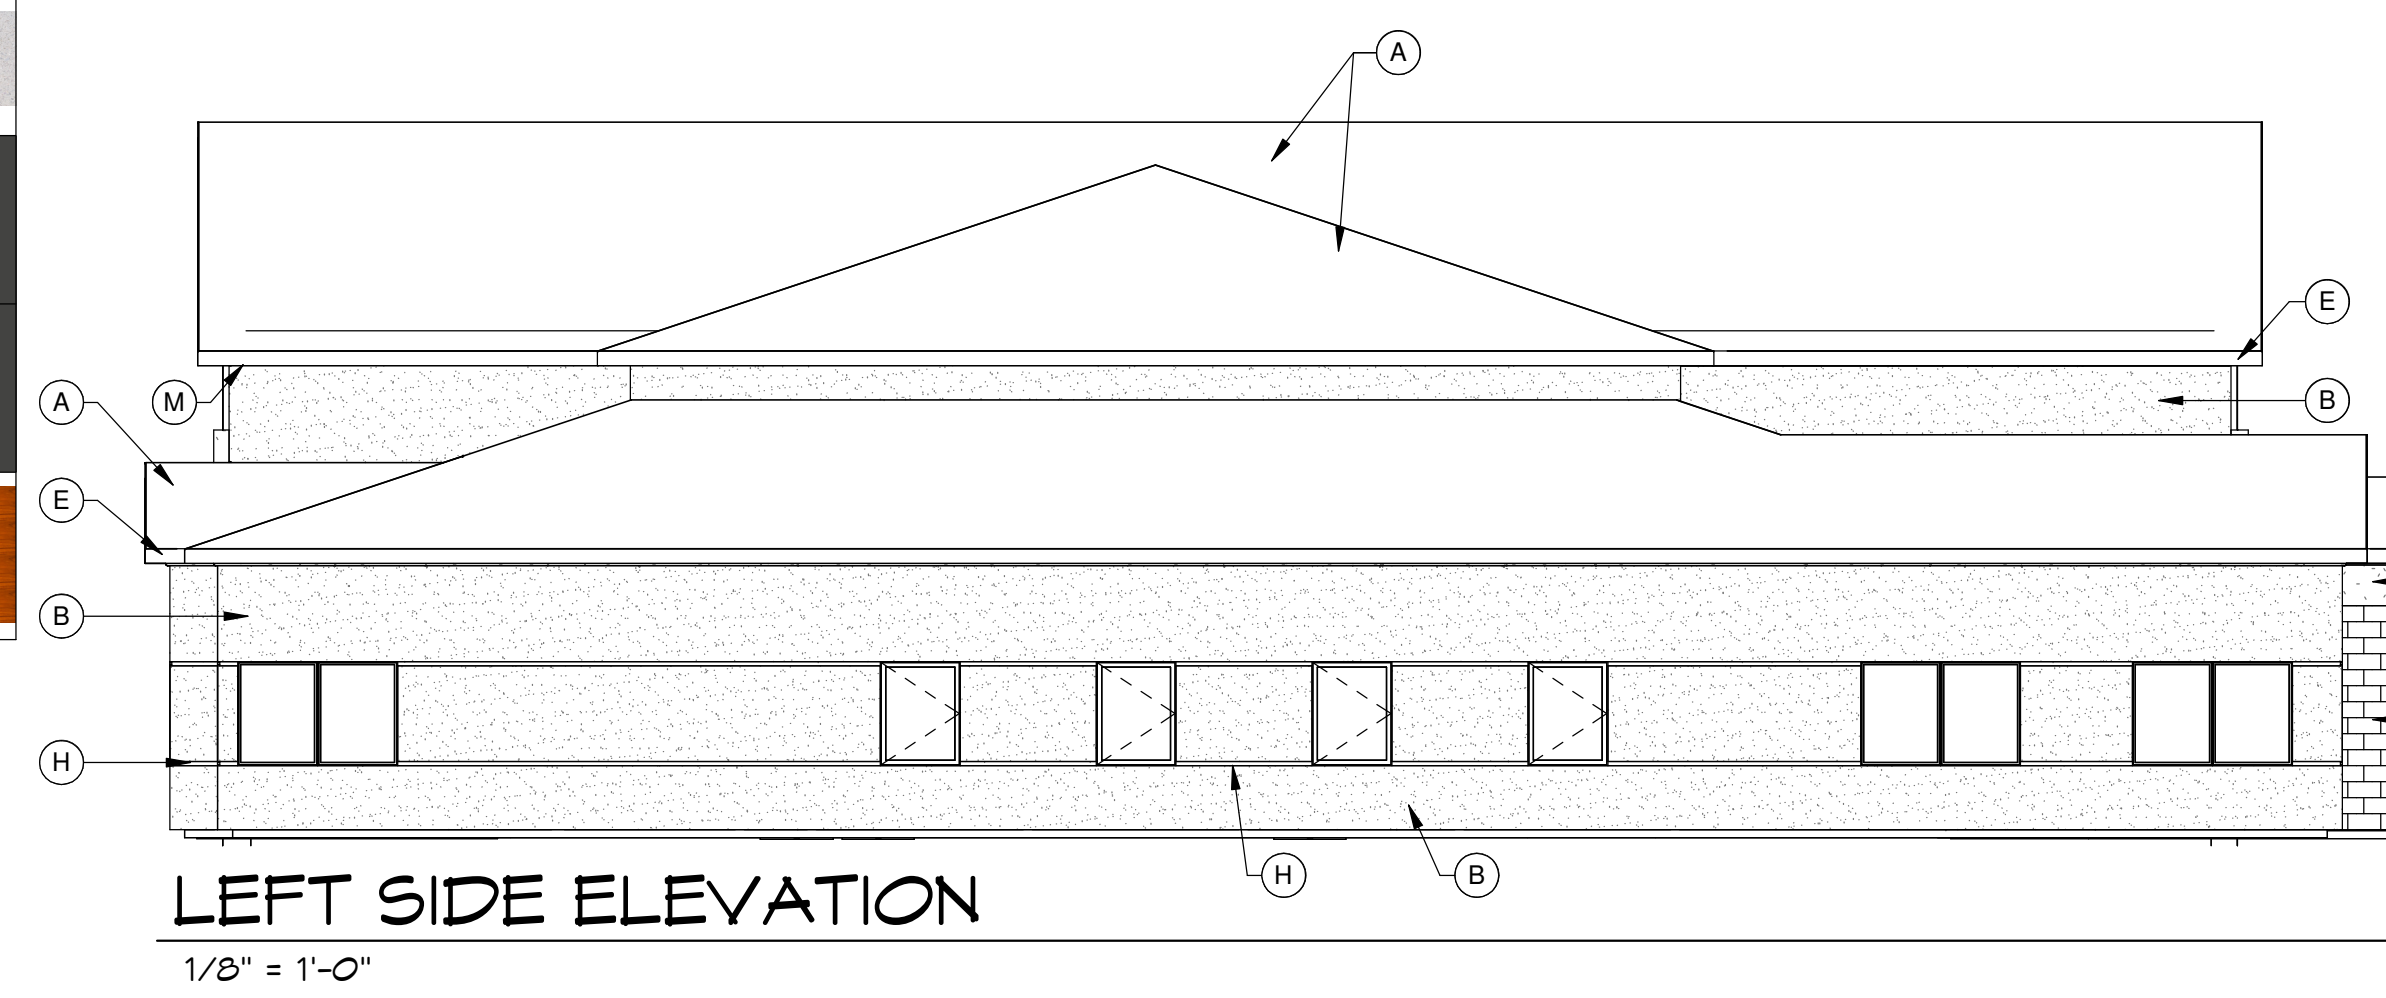 A
E
M
A
B
E
B
H
H
B
LEFT SIDE ELEVATION
1/8" = 1'-0"